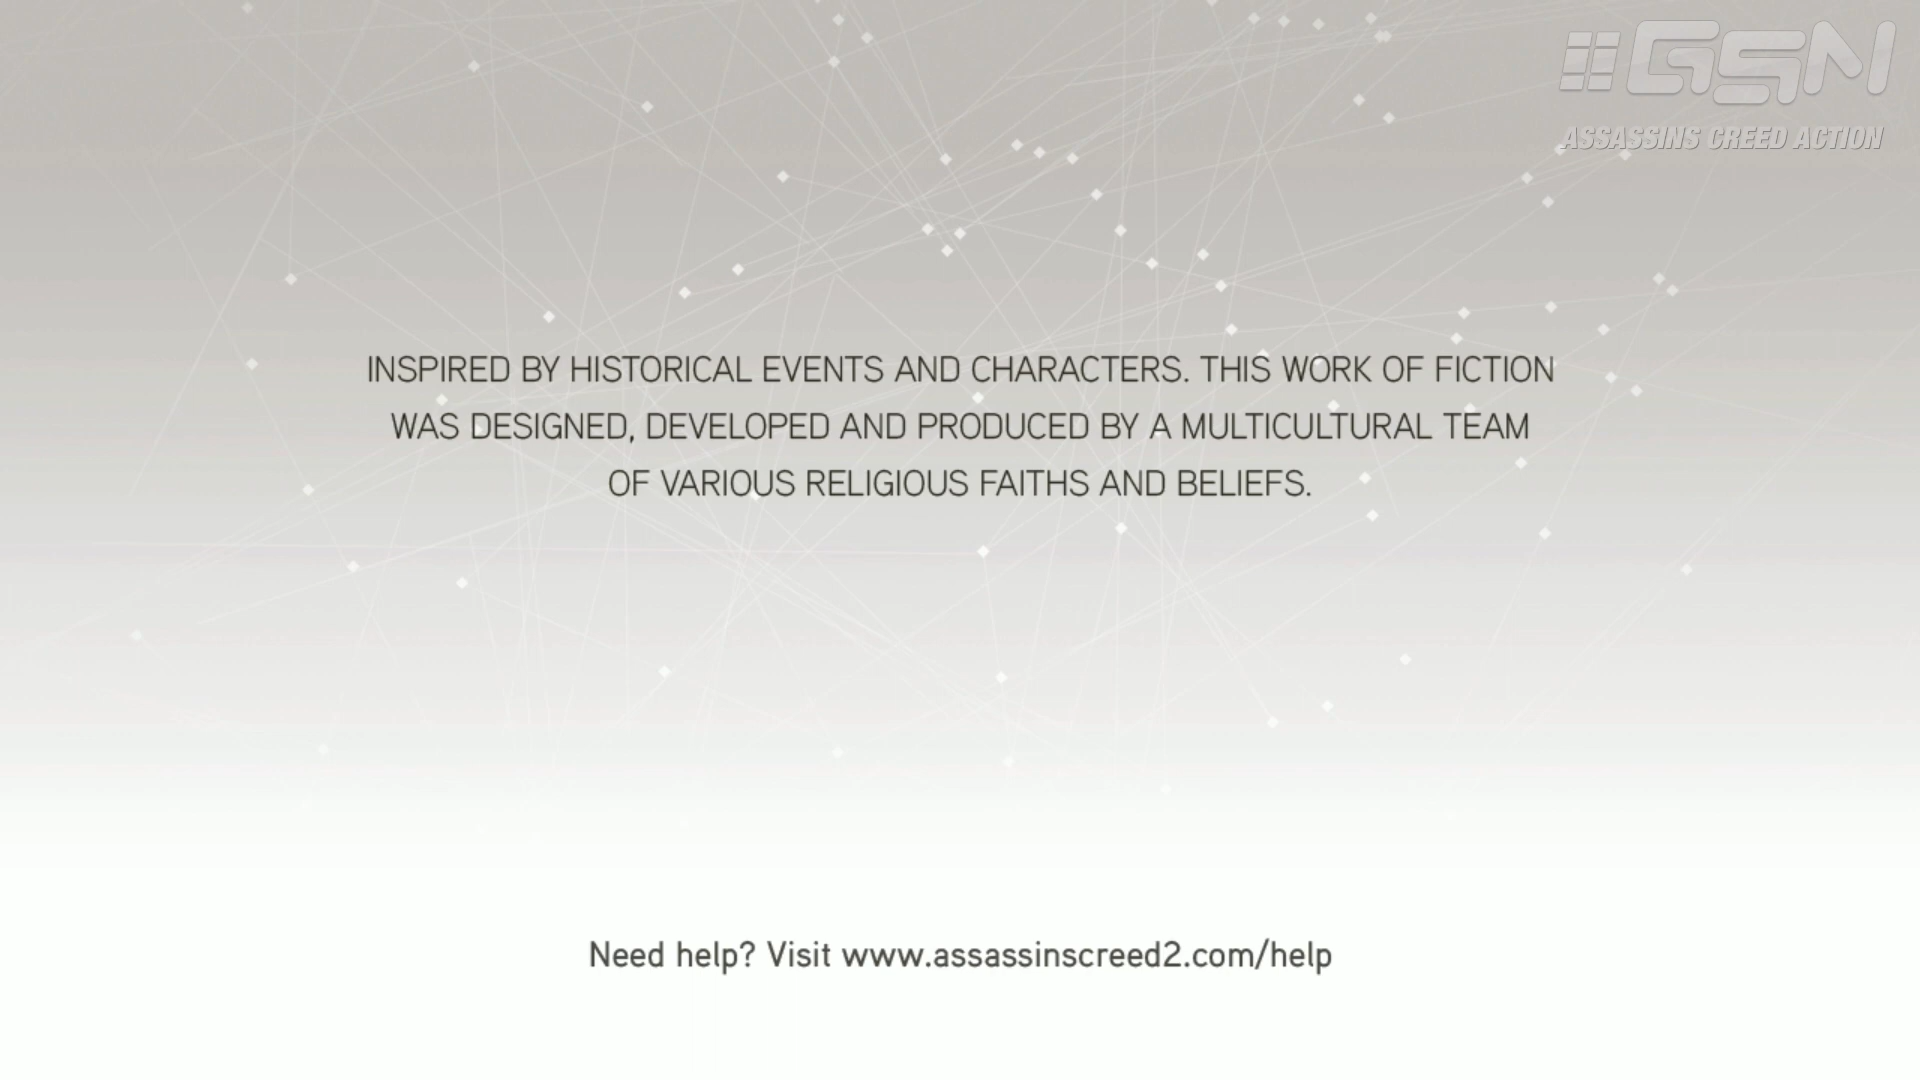 GSN
ASSASSINS CREED ACTION
INSPIRED BY HISTORICAL EVENTS AND CHARACTERS. THIS WORK OF FICTION
WAS DESIGNED, DEVELOPED AND PRODUCED BY A MULTICULTURAL TEAM
OF VARIOUS RELIGIOUS FAITHS AND BELIEFS.
Need help? Visit www.assassinscreed2.com/help